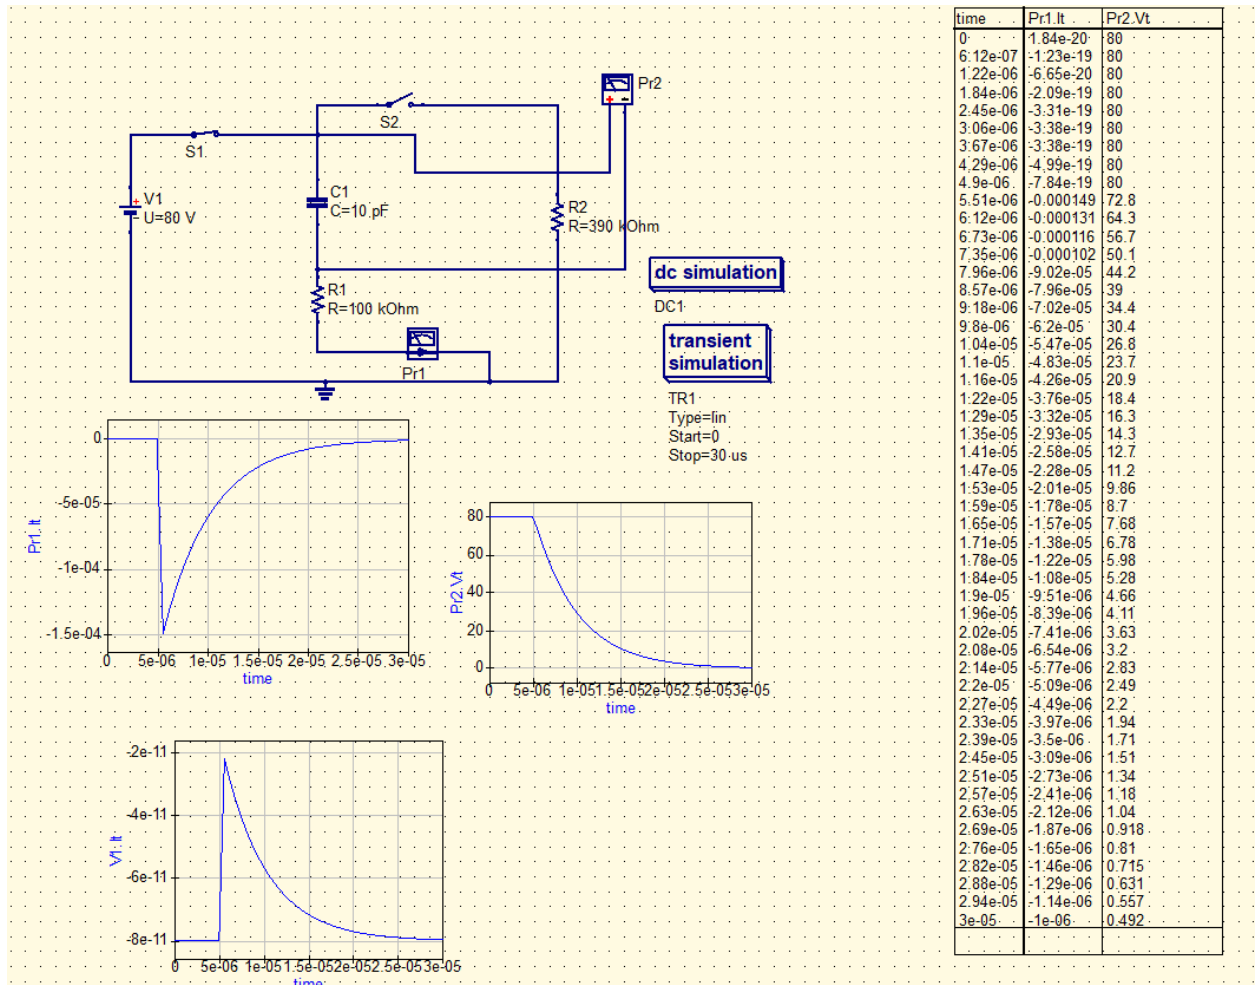 Pr2
S2
S1
V1
U=80 V
C1
C=10 pF
R2
R=390 kOhm
R1
R=100 kOhm
Pr1
dc simulation
DC1
transient
simulation
TR1
Type=lin
Start=0
Stop=30 us
0
-5e-05
-1e-04
-1.5e-04
Pr1.It
0 5e-06 1e-05 1.5e-05 2e-05 2.5e-05 3e-05
time
80
60
40
20
0
Pr2.Vt
0 5e-06 1e-05 1.5e-05 2e-05 2.5e-05 3e-05
time
-2e-11
-4e-11
-6e-11
-8e-11
V1.It
0 5e-06 1e-05 1.5e-05 2e-05 2.5e-05 3e-05
time
time Pr1.It Pr2.Vt
0 1.84e-20 80
6.12e-07 -1.23e-19 80
1.22e-06 -6.65e-20 80
1.84e-06 -2.09e-19 80
2.45e-06 -3.31e-19 80
3.06e-06 -3.38e-19 80
3.67e-06 -3.38e-19 80
4.29e-06 -4.99e-19 80
4.9e-06 -7.84e-19 80
5.51e-06 -0.000149 72.8
6.12e-06 -0.000131 64.3
6.73e-06 -0.000116 56.7
7.35e-06 -0.000102 50.1
7.96e-06 -9.02e-05 44.2
8.57e-06 -7.96e-05 39
9.18e-06 -7.02e-05 34.4
9.8e-06 -6.2e-05 30.4
1.04e-05 -5.47e-05 26.8
1.1e-05 -4.83e-05 23.7
1.16e-05 -4.26e-05 20.9
1.22e-05 -3.76e-05 18.4
1.29e-05 -3.32e-05 16.3
1.35e-05 -2.93e-05 14.3
1.41e-05 -2.58e-05 12.7
1.47e-05 -2.28e-05 11.2
1.53e-05 -2.01e-05 9.86
1.59e-05 -1.78e-05 8.7
1.65e-05 -1.57e-05 7.68
1.71e-05 -1.38e-05 6.78
1.78e-05 -1.22e-05 5.98
1.84e-05 -1.08e-05 5.28
1.9e-05 -9.51e-06 4.66
1.96e-05 -8.39e-06 4.11
2.02e-05 -7.41e-06 3.63
2.08e-05 -6.54e-06 3.2
2.14e-05 -5.77e-06 2.83
2.2e-05 -5.09e-06 2.49
2.27e-05 -4.49e-06 2.2
2.33e-05 -3.97e-06 1.94
2.39e-05 -3.5e-06 1.71
2.45e-05 -3.09e-06 1.51
2.51e-05 -2.73e-06 1.34
2.57e-05 -2.41e-06 1.18
2.63e-05 -2.12e-06 1.04
2.69e-05 -1.87e-06 0.918
2.76e-05 -1.65e-06 0.81
2.82e-05 -1.46e-06 0.715
2.88e-05 -1.29e-06 0.631
2.94e-05 -1.14e-06 0.557
3e-05 -1e-06 0.492